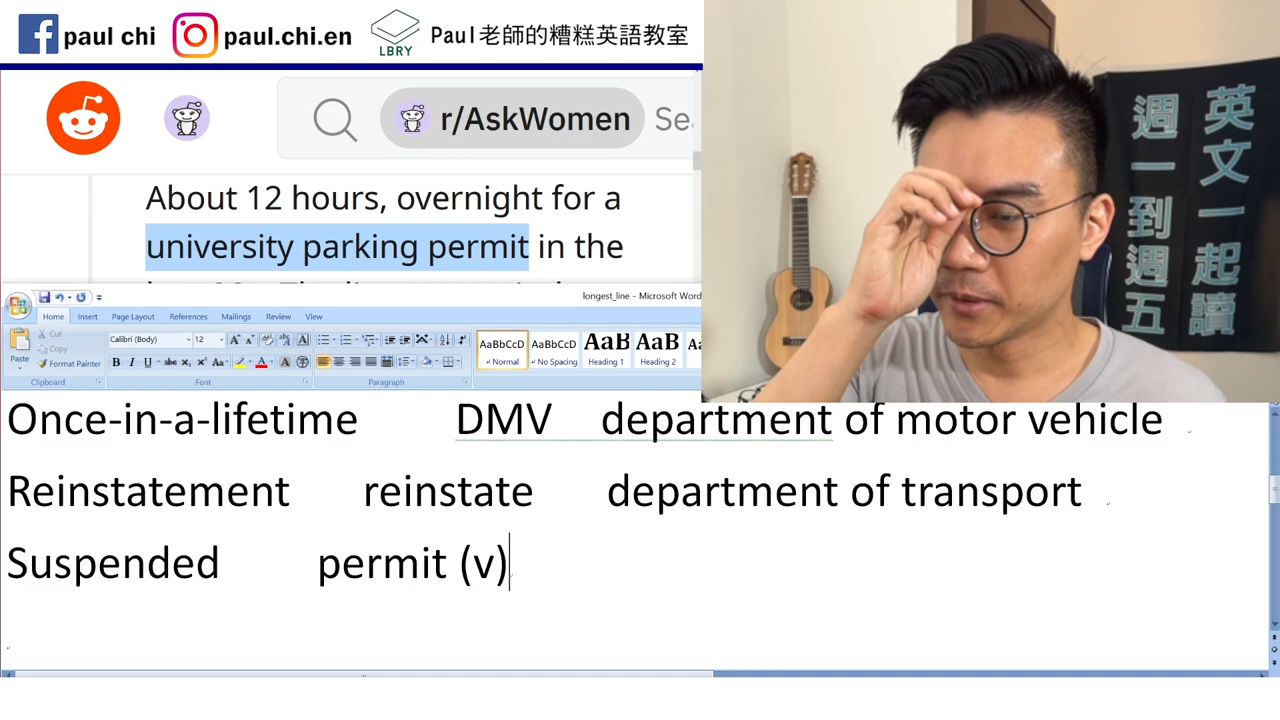 paul chi
paul.chi.en
LBRY
Paul老師的糟糕英語教室
r/AskWomen
About 12 hours, overnight for a
university parking permit in the
longest_line - Microsoft Word
Home Insert Page Layout References Mailings Review View
Paste
Cut
Copy
Format Painter
Clipboard
Calibri (Body) 12
Font
Paragraph
AaBbCcD AaBbCcD AaBb AaBb
Normal No Spacing Heading 1 Heading 2
英文一起讀
週一到週五
Once-in-a-lifetime DMV department of motor vehicle
Reinstatement reinstate department of transport
Suspended permit (v)